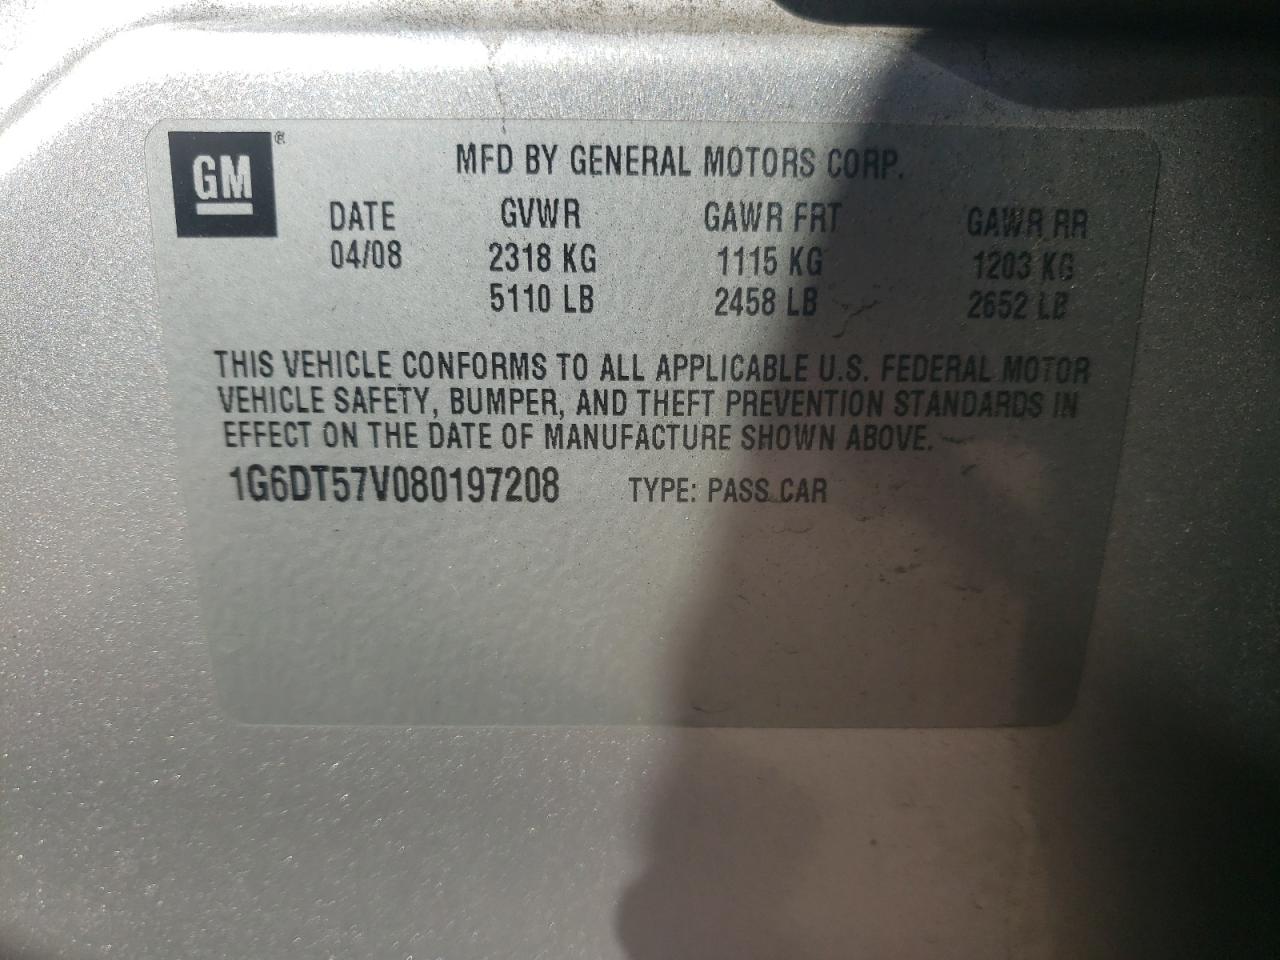 GM ®
MFD BY GENERAL MOTORS CORP.
DATE GVWR GAWR FRT GAWR RR
04/08 2318 KG 1115 KG 1203 KG
5110 LB 2458 LB 2652 LB
THIS VEHICLE CONFORMS TO ALL APPLICABLE U.S. FEDERAL MOTOR
VEHICLE SAFETY, BUMPER, AND THEFT PREVENTION STANDARDS IN
EFFECT ON THE DATE OF MANUFACTURE SHOWN ABOVE.
1G6DT57V080197208 TYPE: PASS CAR